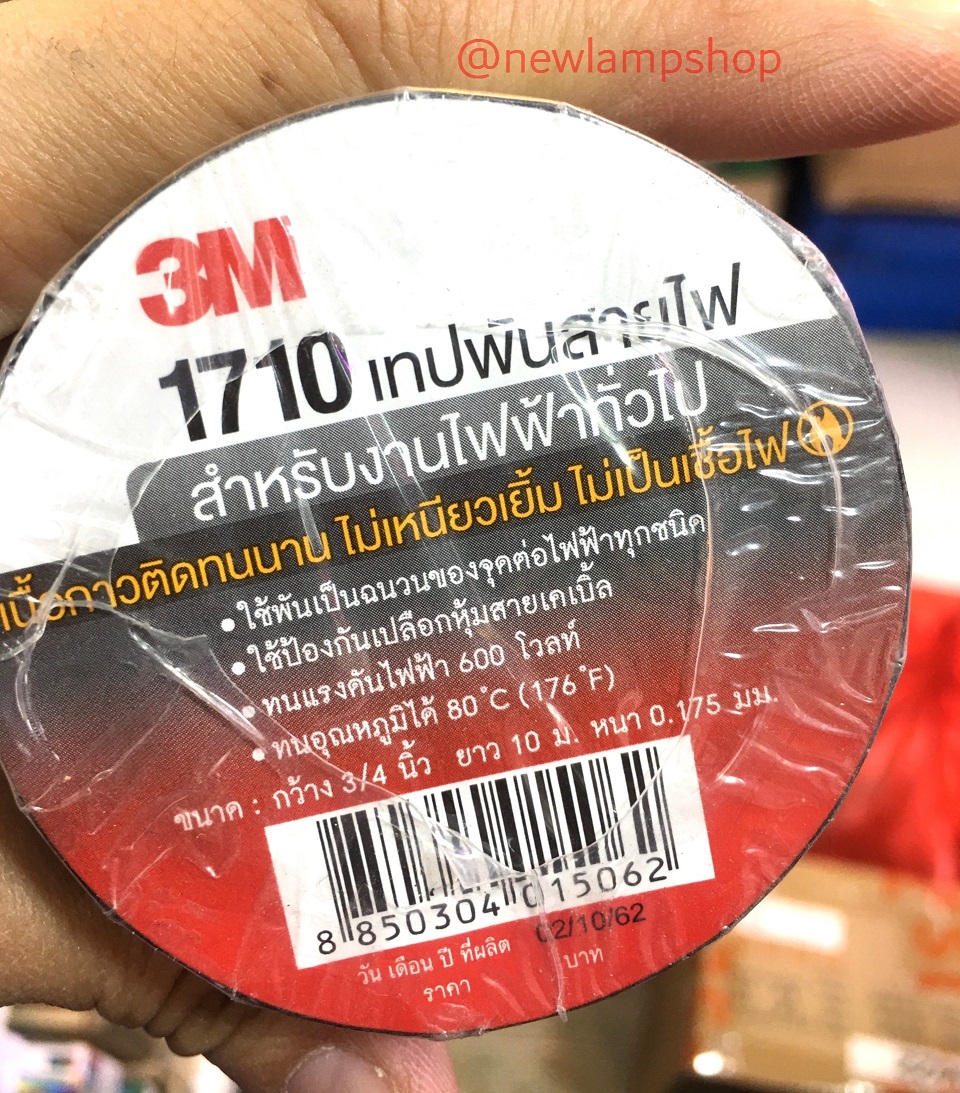 @newlampshop
3M
1710 เทปพันสายไฟ
สำหรับงานไฟฟ้าทั่วไป
เนื้อกาวติดทนนาน ไม่เหนียวเยิ้ม ไม่เป็นเชื้อไฟ
• ใช้พันเป็นฉนวนของจุดต่อไฟฟ้าทุกชนิด
• ใช้ป้องกันเปลือกหุ้มสายเคเบิ้ล
• ทนแรงดันไฟฟ้า 600 โวลท์
• ทนอุณหภูมิได้ 80°C (176°F)
ขนาด : กว้าง 3/4 นิ้ว ยาว 10 ม. หนา 0.175 มม.
8 850304 015062
วัน เดือน ปี ที่ผลิต 02/10/62
ราคา บาท